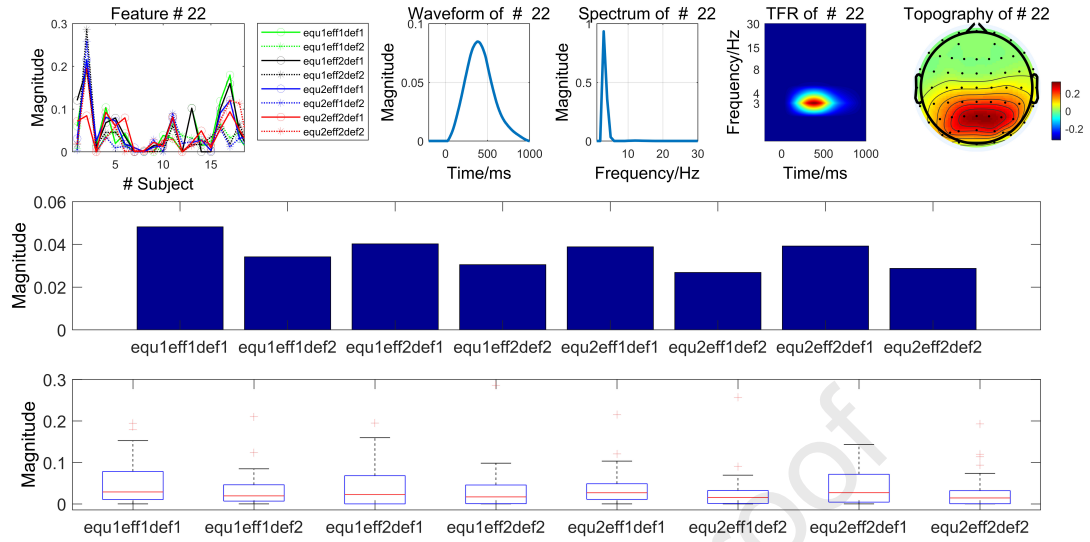 Feature # 22
Magnitude
0.3
0.2
0.1
0
5
10
15
# Subject
equ1eff1def1
equ1eff1def2
equ1eff2def1
equ1eff2def2
equ2eff1def1
equ2eff1def2
equ2eff2def1
equ2eff2def2
Waveform of # 22
Magnitude
0.1
0.05
0
0
500
1000
Time/ms
Spectrum of # 22
Magnitude
1
0.5
0
10
20
30
Frequency/Hz
TFR of # 22
Frequency/Hz
30
15
8
4
3
0
500
1000
Time/ms
Topography of # 22
0.2
0
-0.2
Magnitude
0.06
0.04
0.02
0
equ1eff1def1 equ1eff1def2 equ1eff2def1 equ1eff2def2 equ2eff1def1 equ2eff1def2 equ2eff2def1 equ2eff2def2
Magnitude
0.3
0.2
0.1
0
equ1eff1def1 equ1eff1def2 equ1eff2def1 equ1eff2def2 equ2eff1def1 equ2eff1def2 equ2eff2def1 equ2eff2def2
roof